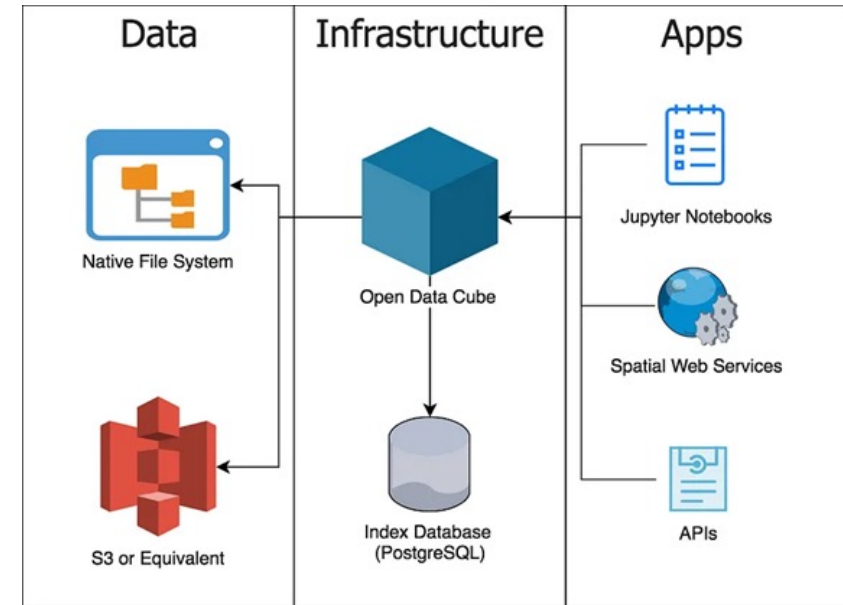 Data
Infrastructure
Apps
Native File System
Open Data Cube
Jupyter Notebooks
Spatial Web Services
S3 or Equivalent
Index Database
(PostgreSQL)
APIs